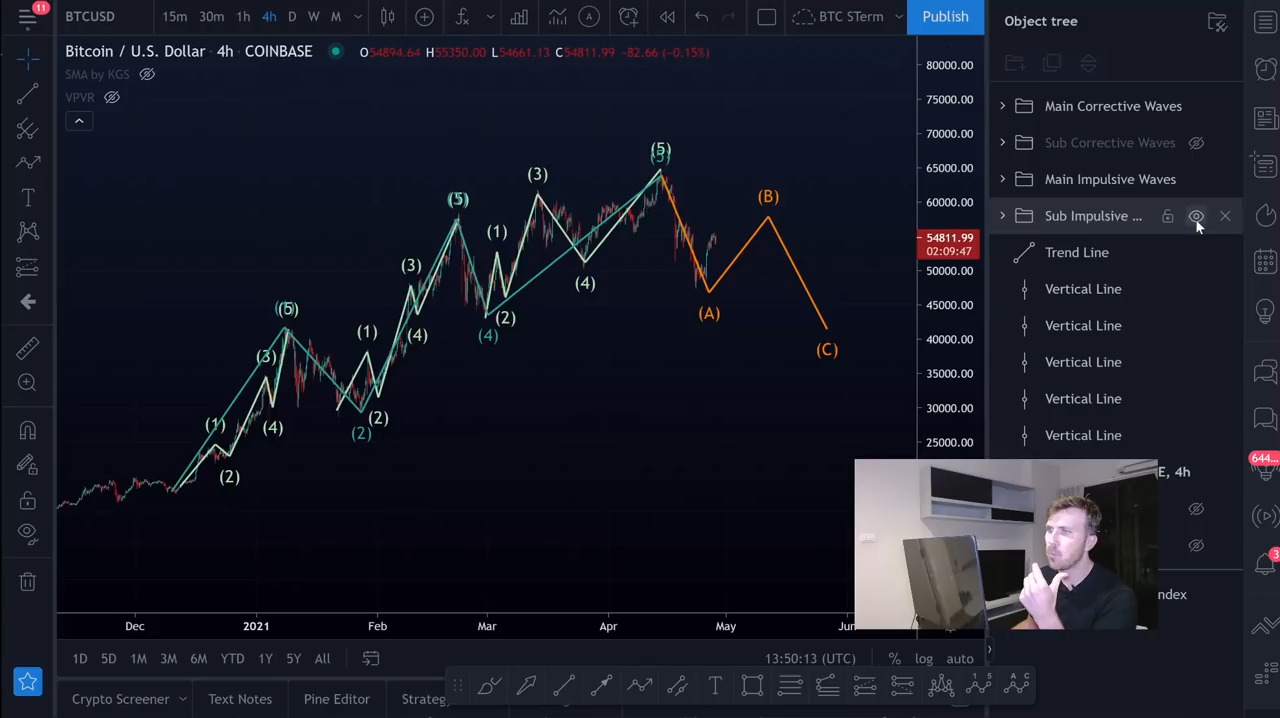 11
BTCUSD
15m 30m 1h 4h D W M
BTC STerm
Publish
Object tree
Bitcoin / U.S. Dollar · 4h · COINBASE
O54894.64 H55350.00 L54661.13 C54811.99 −82.66 (−0.15%)
SMA by KGS
VPVR
80000.00
75000.00
70000.00
65000.00
60000.00
54811.99
02:09:47
50000.00
45000.00
40000.00
35000.00
30000.00
25000.00
(5)
(3)
(B)
(5)
(1)
(3)
(4)
(2)
(A)
(5)
(1)
(4)
(4)
(C)
(3)
(2)
(2)
(1)
(4)
(2)
Main Corrective Waves
Sub Corrective Waves
Main Impulsive Waves
Sub Impulsive ...
Trend Line
Vertical Line
Vertical Line
Vertical Line
Vertical Line
Vertical Line
E, 4h
ndex
644...
3
Dec 2021 Feb Mar Apr May Jun
1D 5D 1M 3M 6M YTD 1Y 5Y All
13:50:13 (UTC) % log auto
Crypto Screener Text Notes Pine Editor Strategy